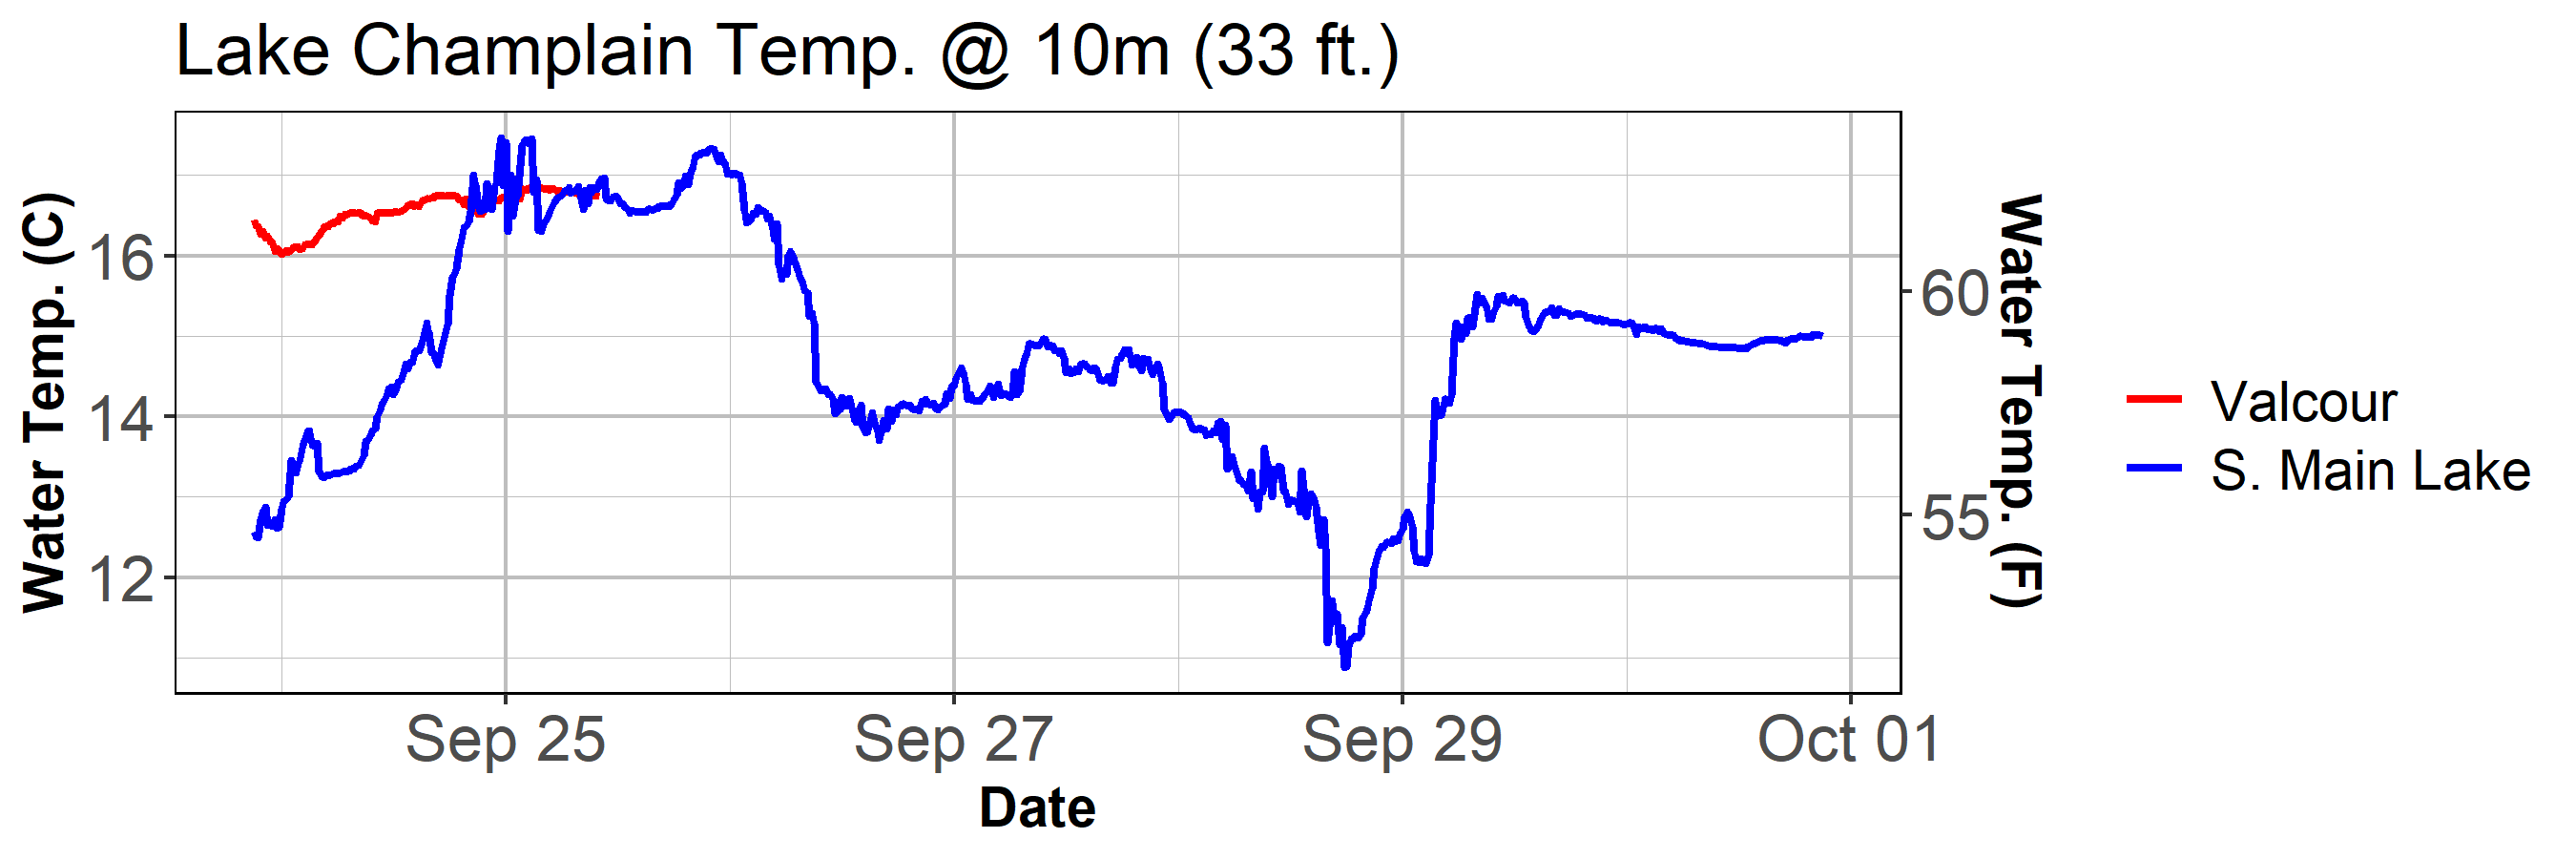 Lake Champlain Temp. @ 10m (33 ft.)
Water Temp. (C)
16
14
12
60
55
Water Temp. (F)
Sep 25
Sep 27
Sep 29
Oct 01
Date
Valcour
S. Main Lake